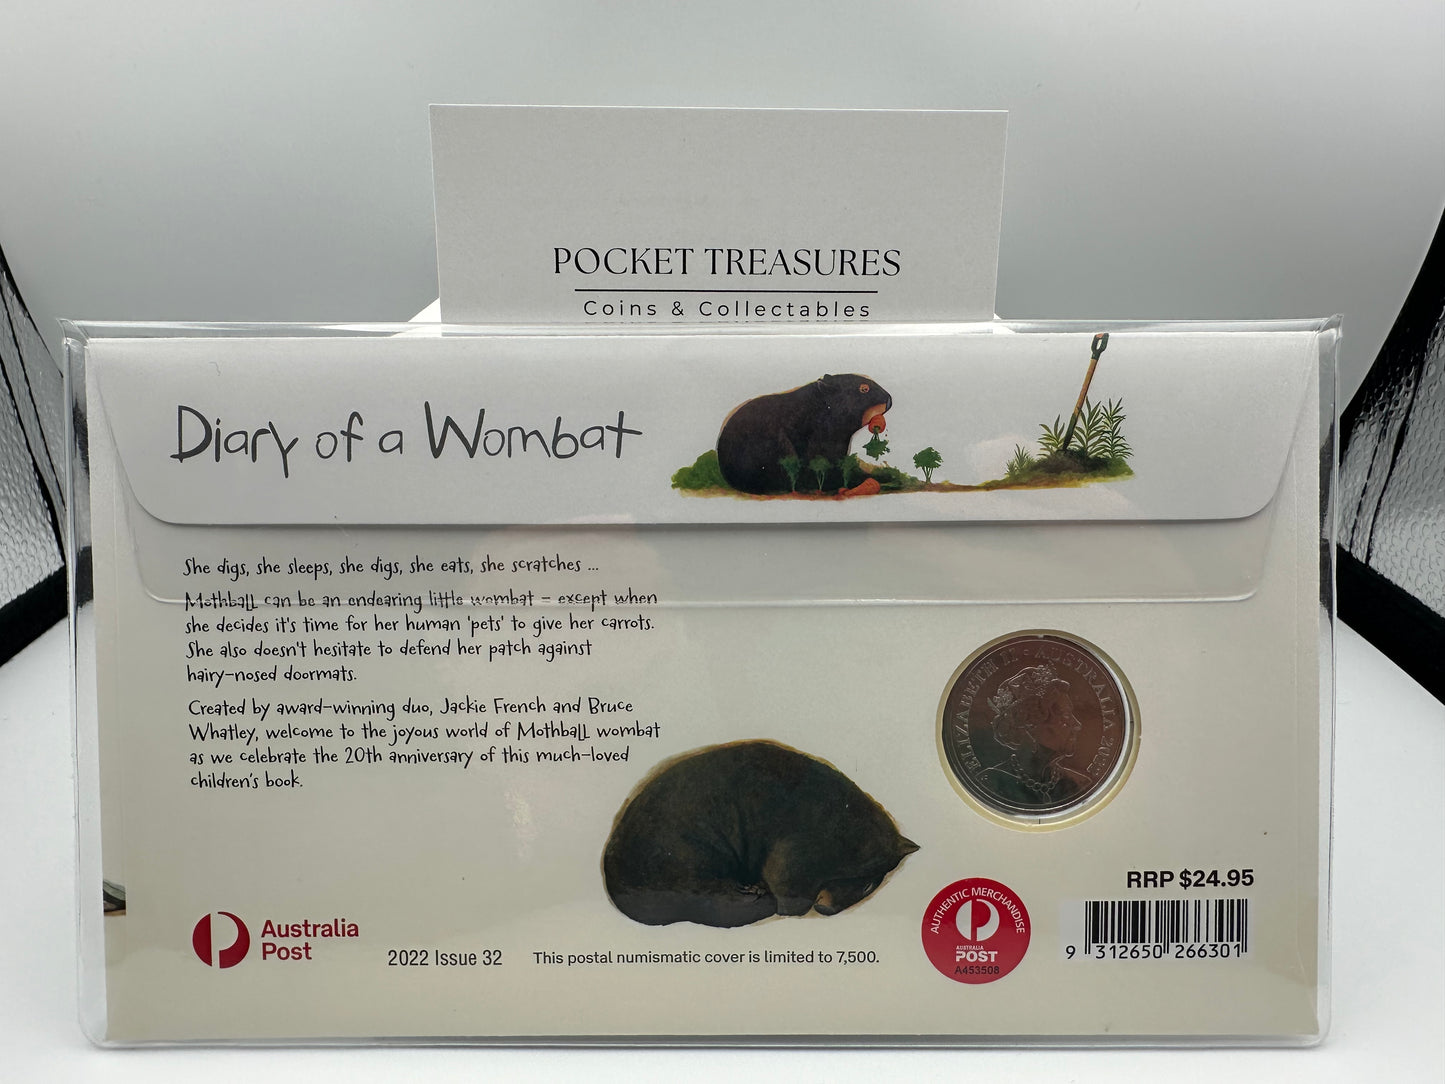 POCKET TREASURES
Coins & Collectables
Diary of a Wombat
She digs, she sleeps, she digs, she eats, she scratches ...
Mothball can be an endearing little wombat – except when
she decides it's time for her human 'pets' to give her carrots.
She also doesn't hesitate to defend her patch against
hairy-nosed doormats.
Created by award-winning duo, Jackie French and Bruce
Whatley, welcome to the joyous world of Mothball wombat
as we celebrate the 20th anniversary of this much-loved
children's book.
ELIZABETH II · AUSTRALIA 2022
RRP $24.95
Australia
Post
2022 Issue 32
This postal numismatic cover is limited to 7,500.
AUTHENTIC MERCHANDISE
AUSTRALIA
POST
A453508
9 312650 266301